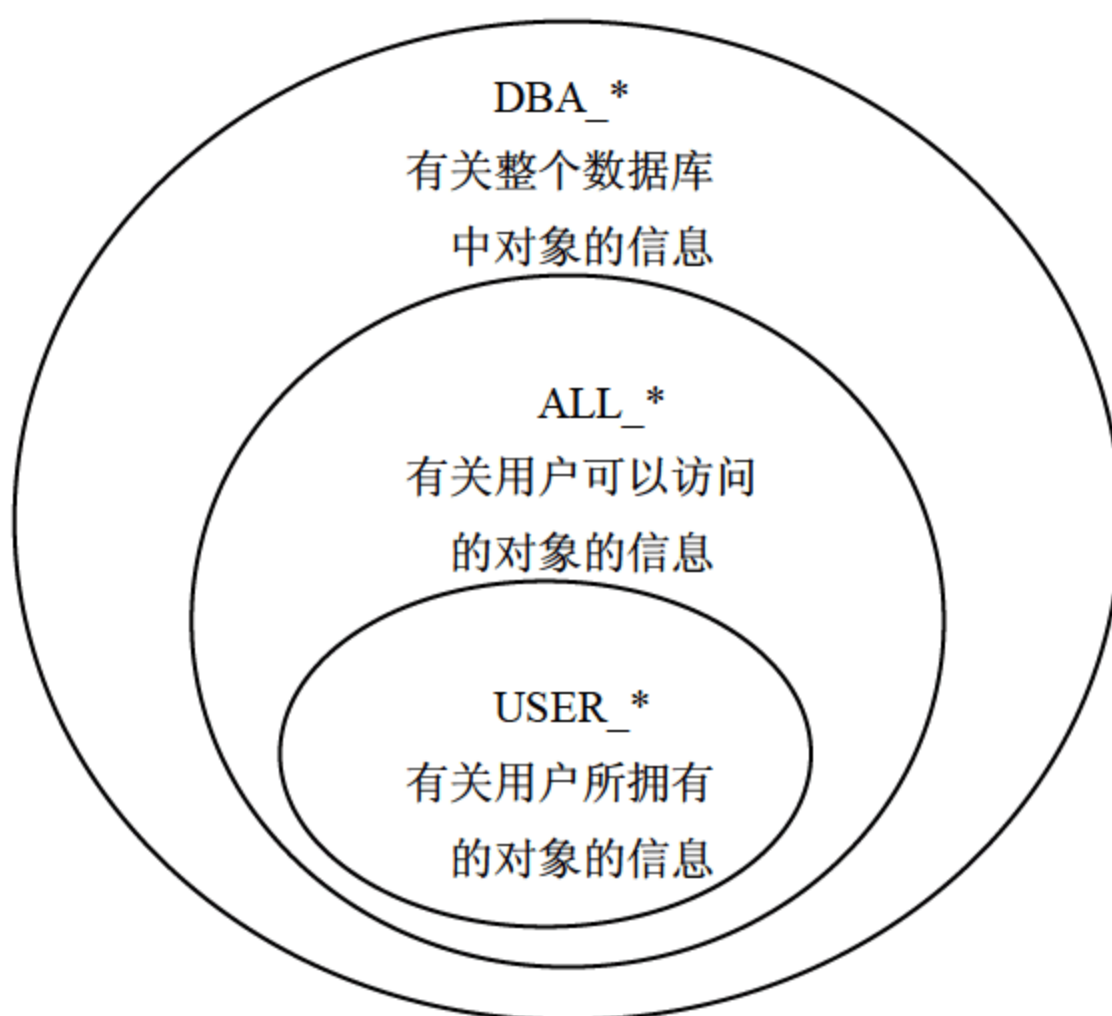 DBA_*
有关整个数据库
中对象的信息
ALL_*
有关用户可以访问
的对象的信息
USER_*
有关用户所拥有
的对象的信息